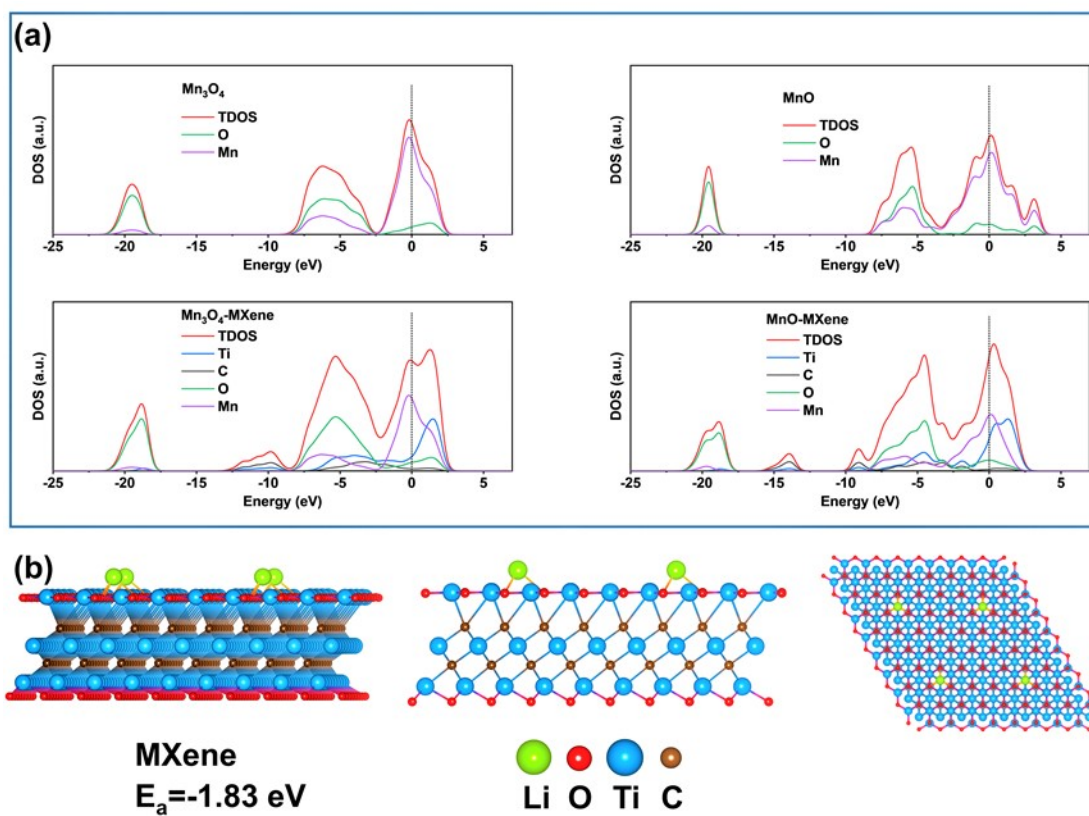 (a)
Mn₃O₄
TDOS
O
Mn
DOS (a.u.)
-25 -20 -15 -10 -5 0 5
Energy (eV)
MnO
TDOS
O
Mn
DOS (a.u.)
-25 -20 -15 -10 -5 0 5
Energy (eV)
Mn₃O₄-MXene
TDOS
Ti
C
O
Mn
DOS (a.u.)
-25 -20 -15 -10 -5 0 5
Energy (eV)
MnO-MXene
TDOS
Ti
C
O
Mn
DOS (a.u.)
-25 -20 -15 -10 -5 0 5
Energy (eV)
(b)
MXene
Eₐ=-1.83 eV
Li O Ti C